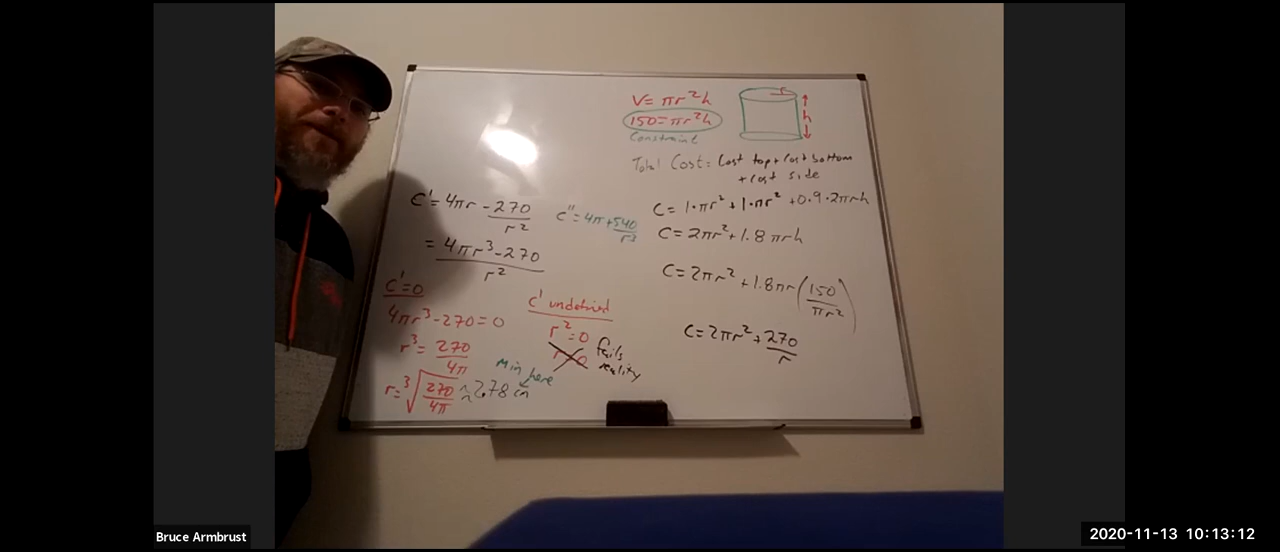 V = πr²h
150 = πr²h
Constraint
r
h
Total Cost = Cost top + Cost bottom
+ cost side
C = 1·πr² + 1·πr² + 0.9·2πrh
C = 2πr² + 1.8πrh
C = 2πr² + 1.8πr(150/πr²)
C = 2πr² + 270/r
C' = 4πr - 270/r²
= 4πr³-270/r²
C'' = 4π + 540/r³
C'=0
4πr³-270=0
r³ = 270/4π
r = ³√270/4π ≈ 2.78 cm
Min here
C' undefined
r²=0
r=0
fails
reality
Bruce Armbrust
2020-11-13 10:13:12